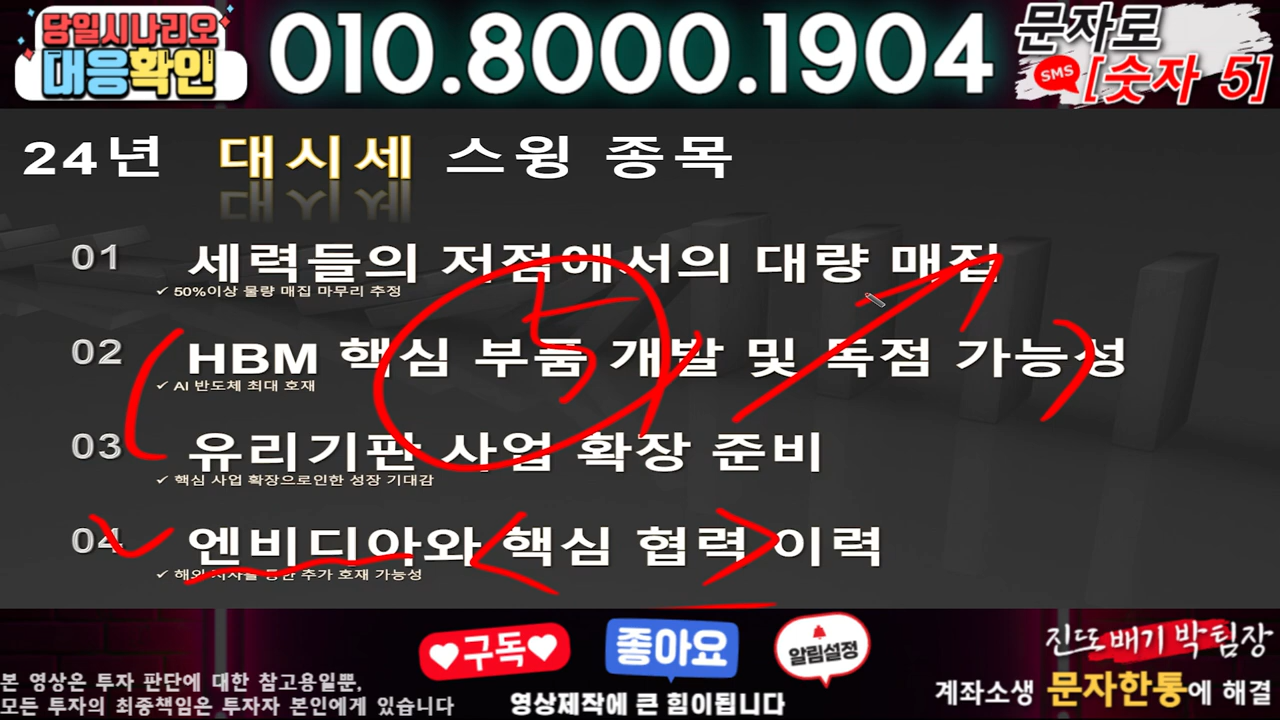 당일시나리오
대응확인
010.8000.1904
문자로
SMS
[숫자 5]
24년 대시세 스윙 종목
01 세력들의 저점에서의 대량 매집
✓ 50%이상 물량 매집 마무리 추정
5
02 HBM 핵심 부품 개발 및 독점 가능성
✓ AI 반도체 최대 호재
03 유리기판 사업 확장 준비
✓ 핵심 사업 확장으로인한 성장 기대감
04 엔비디아와 핵심 협력 이력
✓ 해외 통한 추가 호재 가능성
구독
좋아요
알림설정
영상제작에 큰 힘이됩니다
본 영상은 투자 판단에 대한 참고용일뿐,
모든 투자의 최종책임은 투자자 본인에게 있습니다
진또배기 박팀장
계좌소생 문자한통에 해결